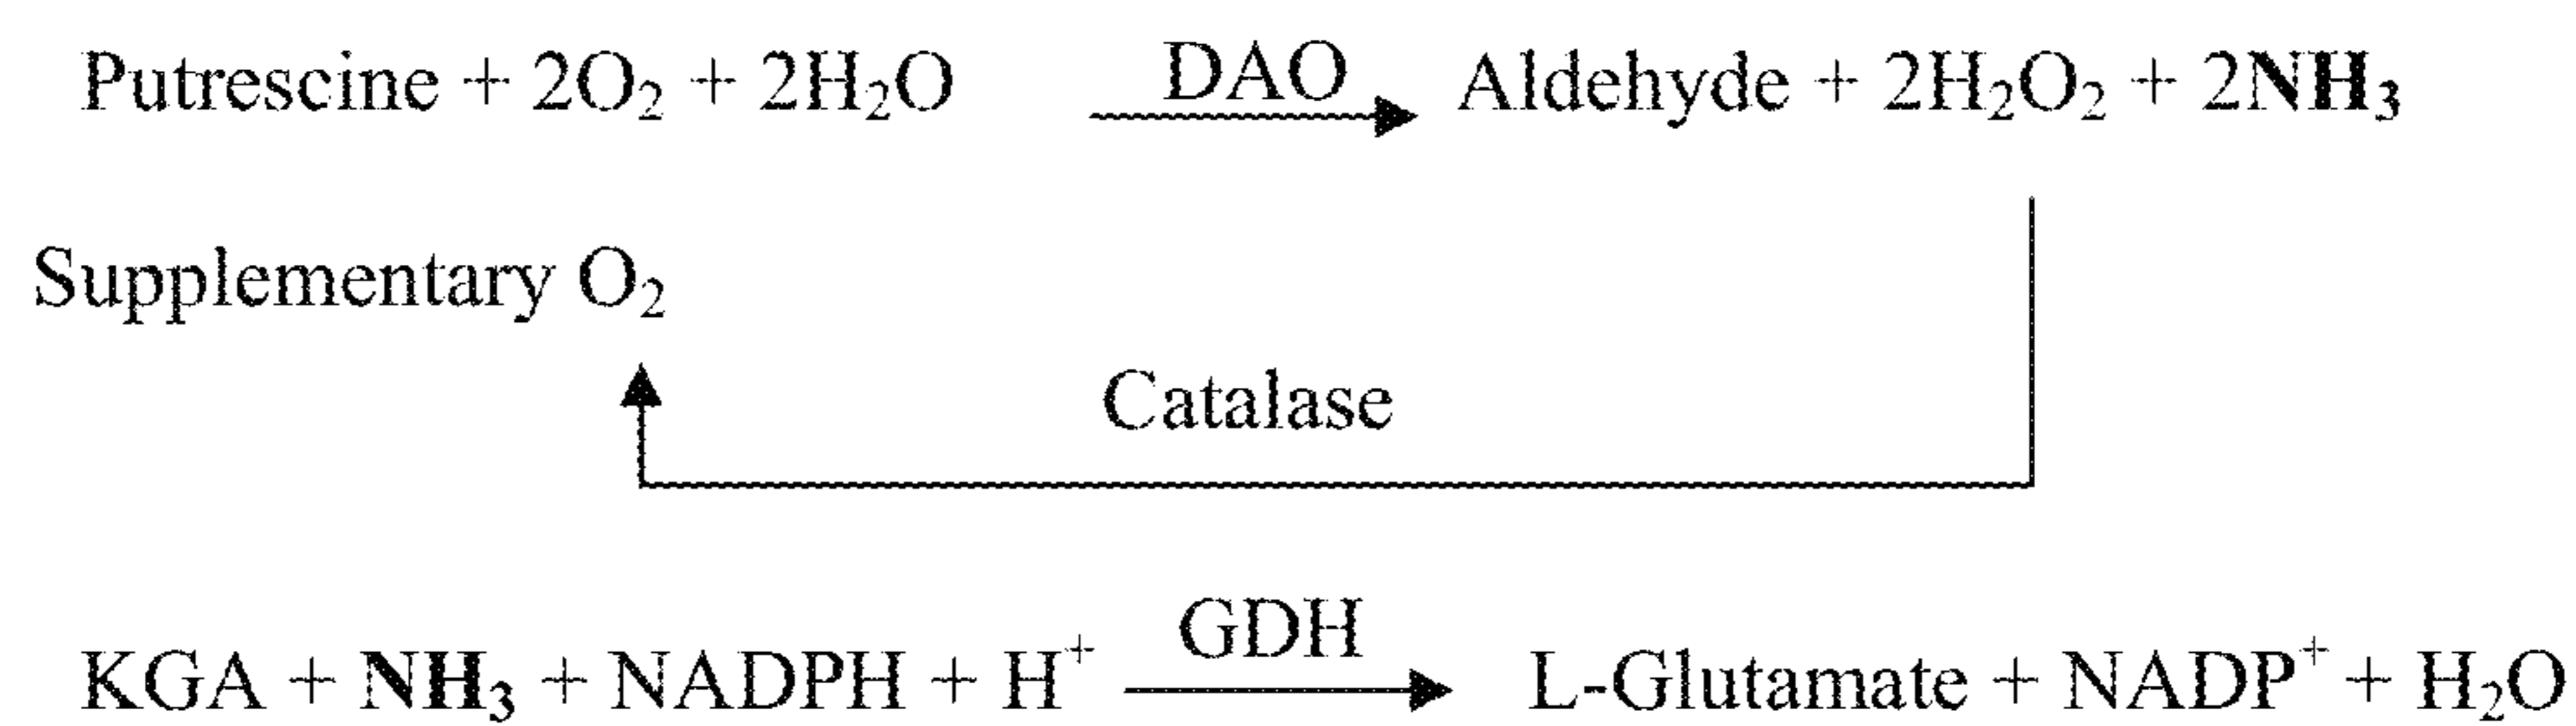 Putrescine + 2O₂ + 2H₂O DAO Aldehyde + 2H₂O₂ + 2NH₃
Supplementary O₂
Catalase
KGA + NH₃ + NADPH + H⁺ GDH L-Glutamate + NADP⁺ + H₂O